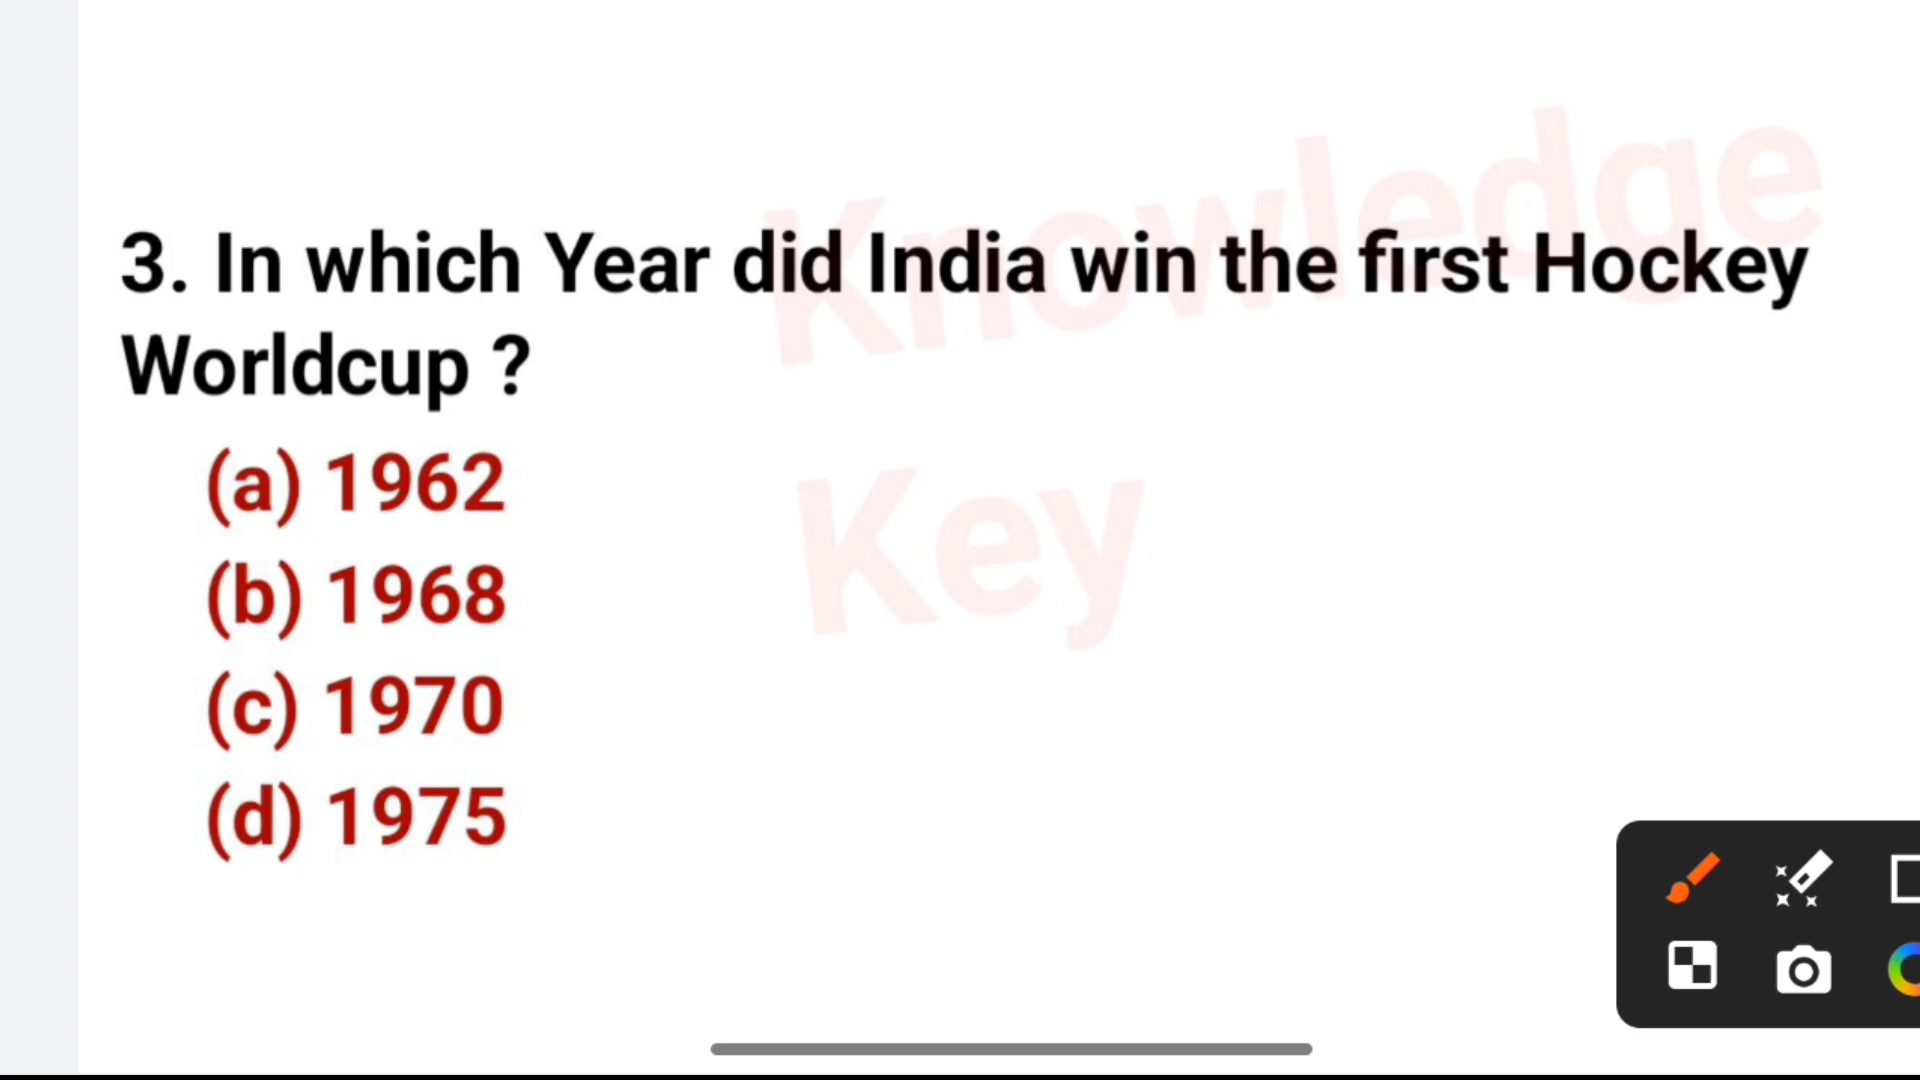 Knowledge
3. In which Year did India win the first Hockey
Worldcup ?
Key
(a) 1962
(b) 1968
(c) 1970
(d) 1975